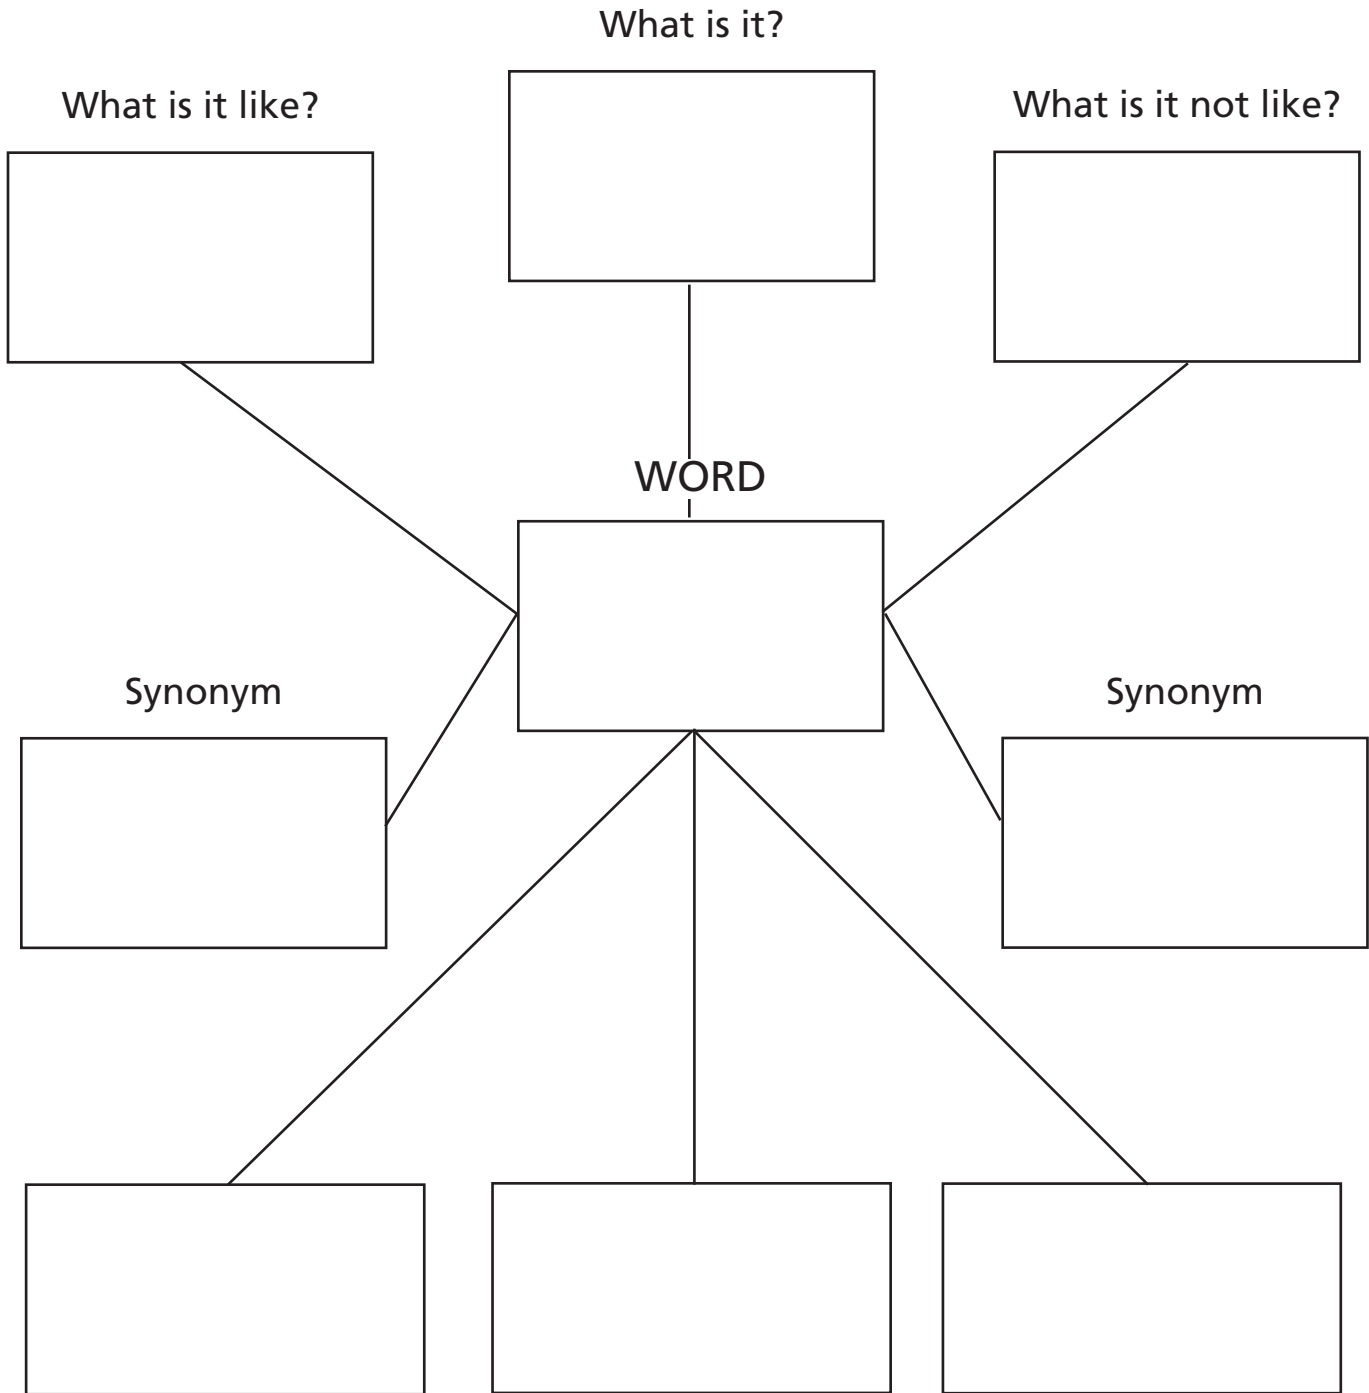 What is it?
What is it like?
What is it not like?
WORD
Synonym
Synonym